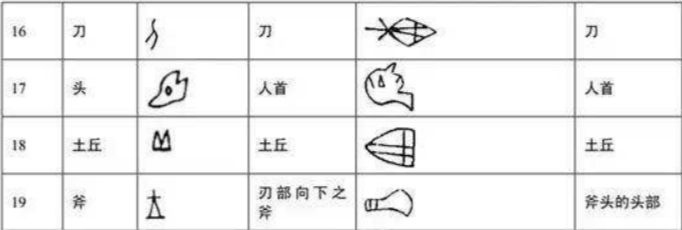 16 刀 刀 刀
17 头 人首 人首
18 土丘 土丘 土丘
19 斧 刃部向下之
斧 斧头的头部